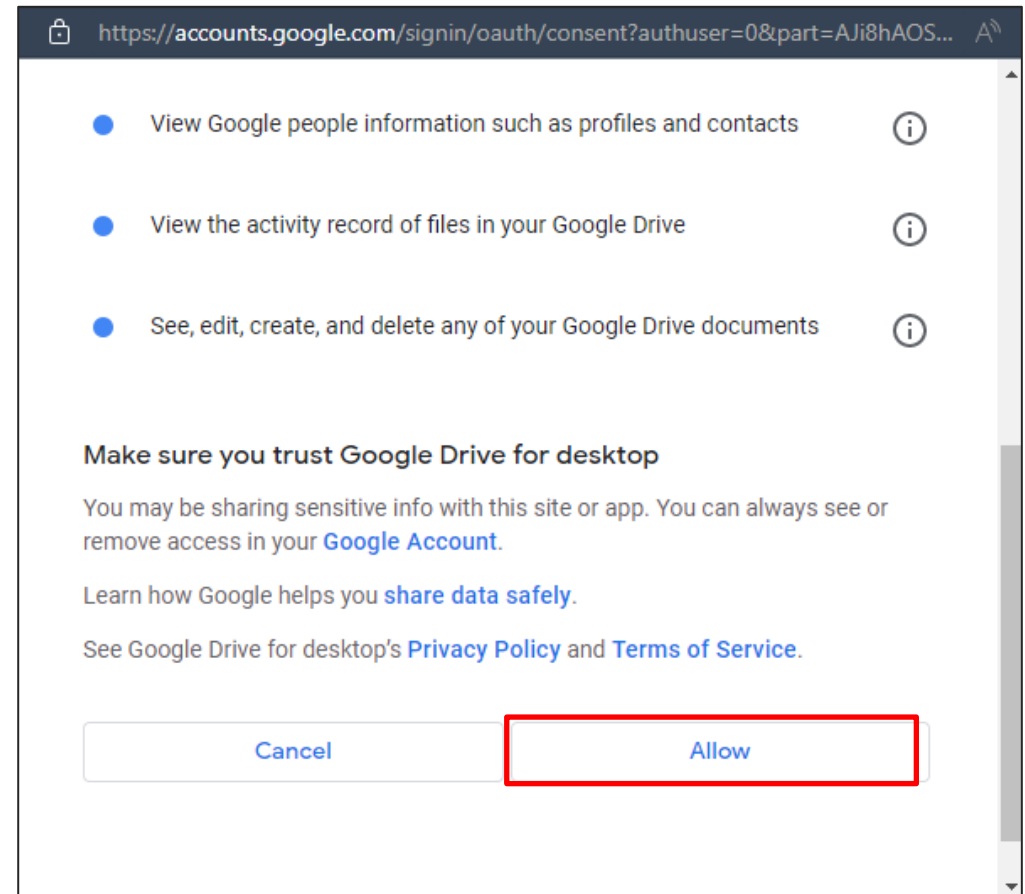 https://accounts.google.com/signin/oauth/consent?authuser=0&part=AJi8hAOS...
View Google people information such as profiles and contacts
View the activity record of files in your Google Drive
See, edit, create, and delete any of your Google Drive documents
Make sure you trust Google Drive for desktop
You may be sharing sensitive info with this site or app. You can always see or
remove access in your Google Account.
Learn how Google helps you share data safely.
See Google Drive for desktop's Privacy Policy and Terms of Service.
Cancel
Allow